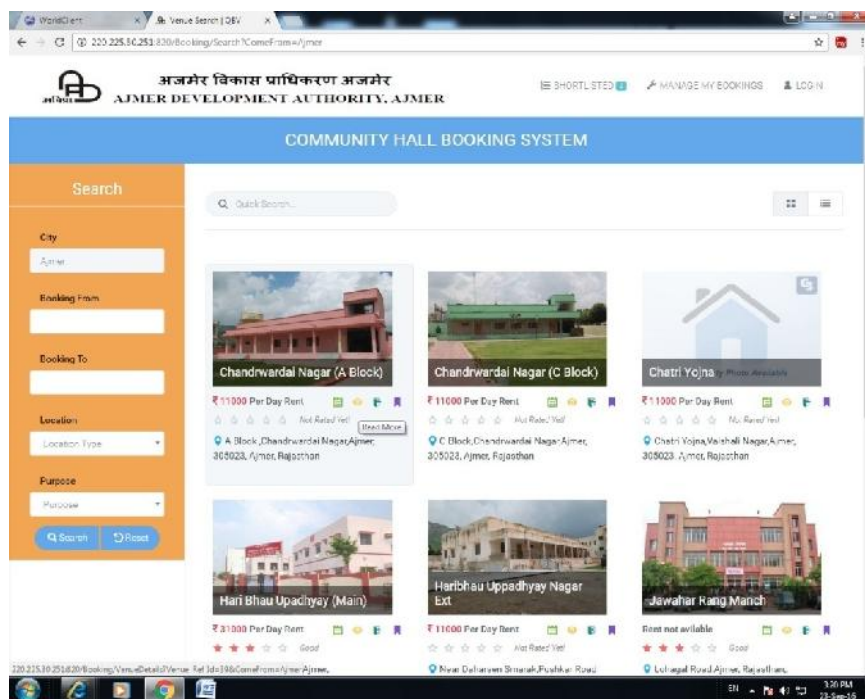 WorldClient
Venue Search | QBV
220.225.80.251:820/Booking/Search?ComeFrom=Ajmer
अजमेर विकास प्राधिकरण अजमेर
AJMER DEVELOPMENT AUTHORITY, AJMER
SHORTLISTED
MANAGE MY BOOKINGS
LOGIN
COMMUNITY HALL BOOKING SYSTEM
Search
City
Ajmer
Booking From
Booking To
Location
Location Type
Purpose
Purpose
Search
Reset
Quick Search...
Chandrwardai Nagar (A Block)
₹11000 Per Day Rent
Not Rated Yet!
Read More
A Block ,Chandrwardai Nagar,Ajmer,
305023, Ajmer, Rajasthan
Chandrwardai Nagar (C Block)
₹11000 Per Day Rent
Not Rated Yet!
C Block,Chandrwardai Nagar,Ajmer,
305023, Ajmer, Rajasthan
Chatri Yojna
Photo Available
₹11000 Per Day Rent
Not Rated Yet!
Chatri Yojna,Vaishali Nagar,Ajmer,
305023, Ajmer, Rajasthan
Hari Bhau Upadhyay (Main)
₹31000 Per Day Rent
Good
Haribhau Uppadhyay Nagar
Ext
₹11000 Per Day Rent
Not Rated Yet!
Near Daharsen Smarak,Pushkar Road
Jawahar Rang Manch
Rent not avilable
Good
Lohagal Road,Ajmer, Rajasthan,
EN
3:20 PM
23-Sep-16